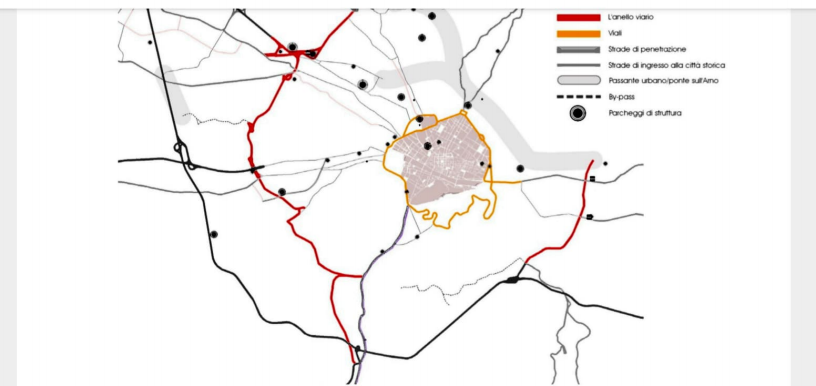 L'anello viario
Viali
Strade di penetrazione
Strade di ingresso alla città storica
Passante urbano/ponte sull'Arno
By-pass
Parcheggi di struttura